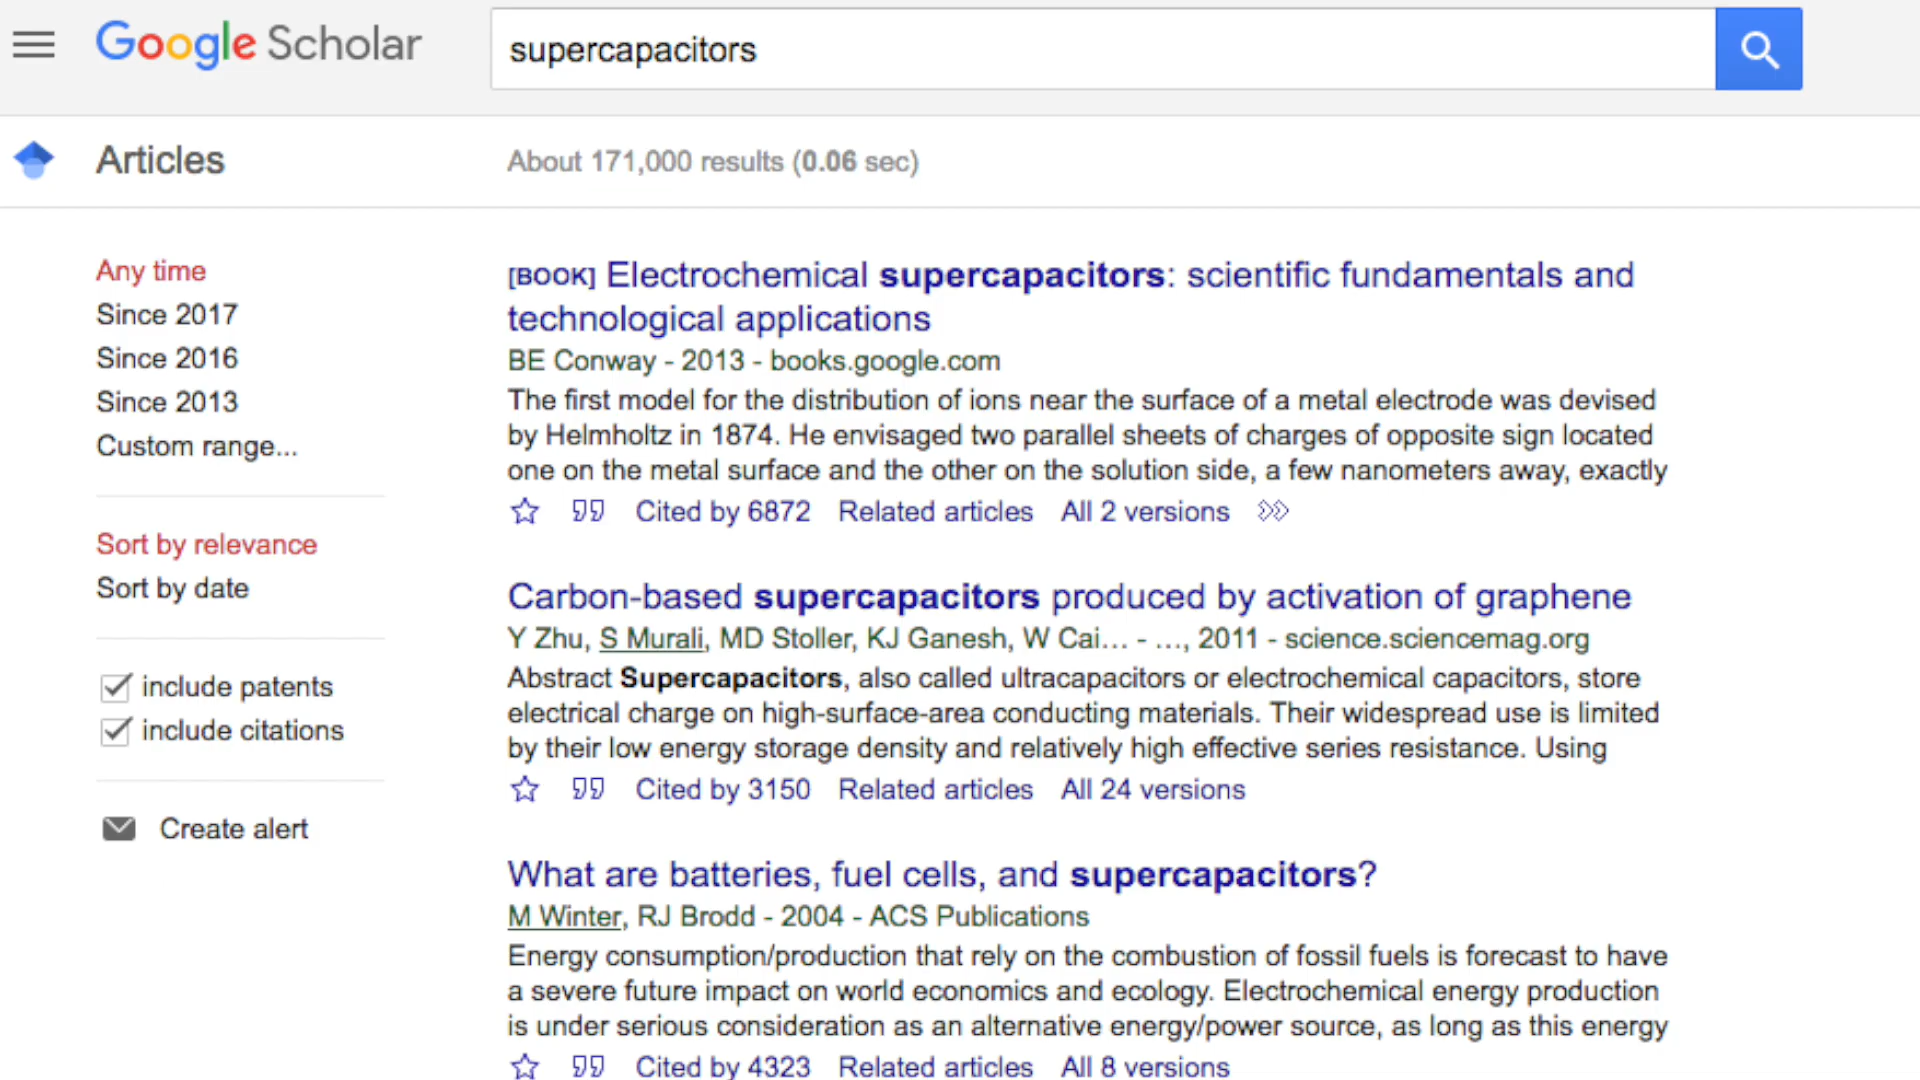 Google Scholar
supercapacitors
Articles
About 171,000 results (0.06 sec)
Any time
Since 2017
Since 2016
Since 2013
Custom range...
Sort by relevance
Sort by date
include patents
include citations
Create alert
[BOOK] Electrochemical supercapacitors: scientific fundamentals and
technological applications
BE Conway - 2013 - books.google.com
The first model for the distribution of ions near the surface of a metal electrode was devised
by Helmholtz in 1874. He envisaged two parallel sheets of charges of opposite sign located
one on the metal surface and the other on the solution side, a few nanometers away, exactly
Cited by 6872 Related articles All 2 versions
Carbon-based supercapacitors produced by activation of graphene
Y Zhu, S Murali, MD Stoller, KJ Ganesh, W Cai… - …, 2011 - science.sciencemag.org
Abstract Supercapacitors, also called ultracapacitors or electrochemical capacitors, store
electrical charge on high-surface-area conducting materials. Their widespread use is limited
by their low energy storage density and relatively high effective series resistance. Using
Cited by 3150 Related articles All 24 versions
What are batteries, fuel cells, and supercapacitors?
M Winter, RJ Brodd - 2004 - ACS Publications
Energy consumption/production that rely on the combustion of fossil fuels is forecast to have
a severe future impact on world economics and ecology. Electrochemical energy production
is under serious consideration as an alternative energy/power source, as long as this energy
Cited by 4323 Related articles All 8 versions